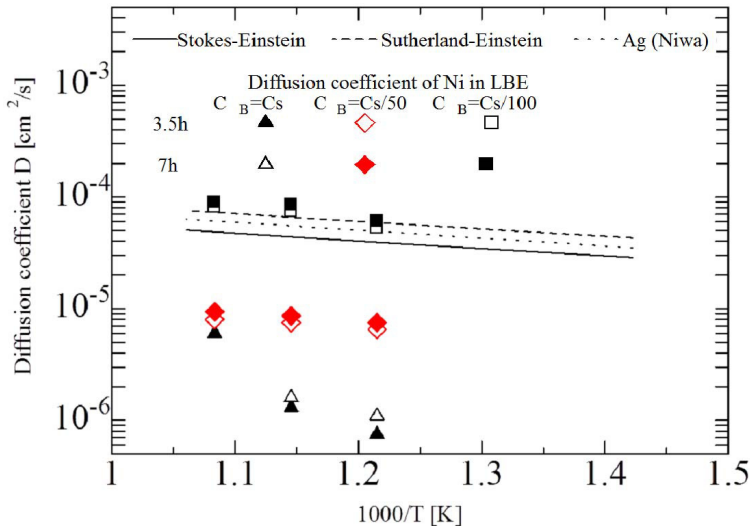 Stokes-Einstein Sutherland-Einstein Ag (Niwa)
Diffusion coefficient of Ni in LBE
C B=Cs C B=Cs/50 C B=Cs/100
3.5h
7h
Diffusion coefficient D [cm²/s]
10⁻³
10⁻⁴
10⁻⁵
10⁻⁶
1 1.1 1.2 1.3 1.4 1.5
1000/T [K]